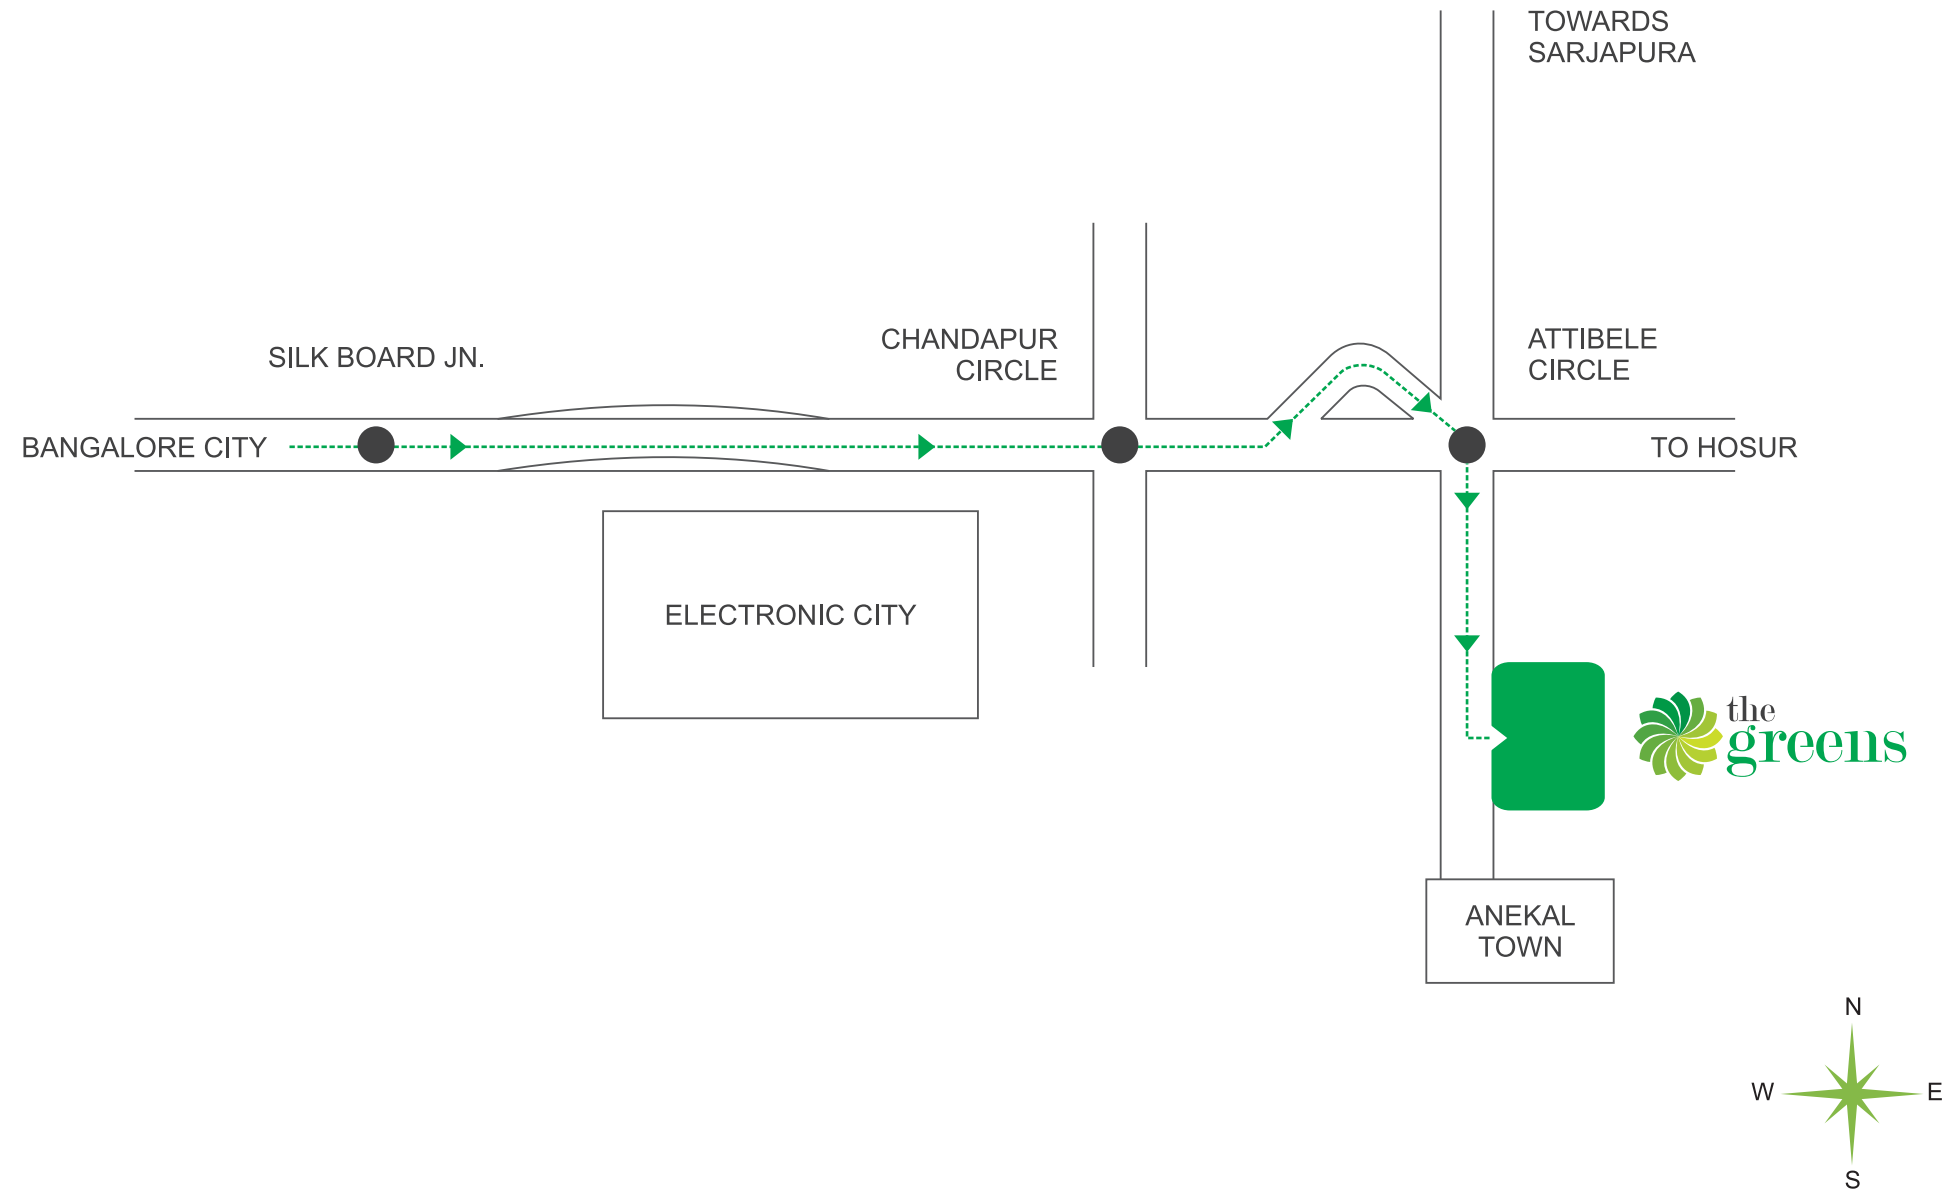 TOWARDS
SARJAPURA
SILK BOARD JN.
CHANDAPUR
CIRCLE
ATTIBELE
CIRCLE
BANGALORE CITY
TO HOSUR
ELECTRONIC CITY
the
greens
ANEKAL
TOWN
N
W
E
S